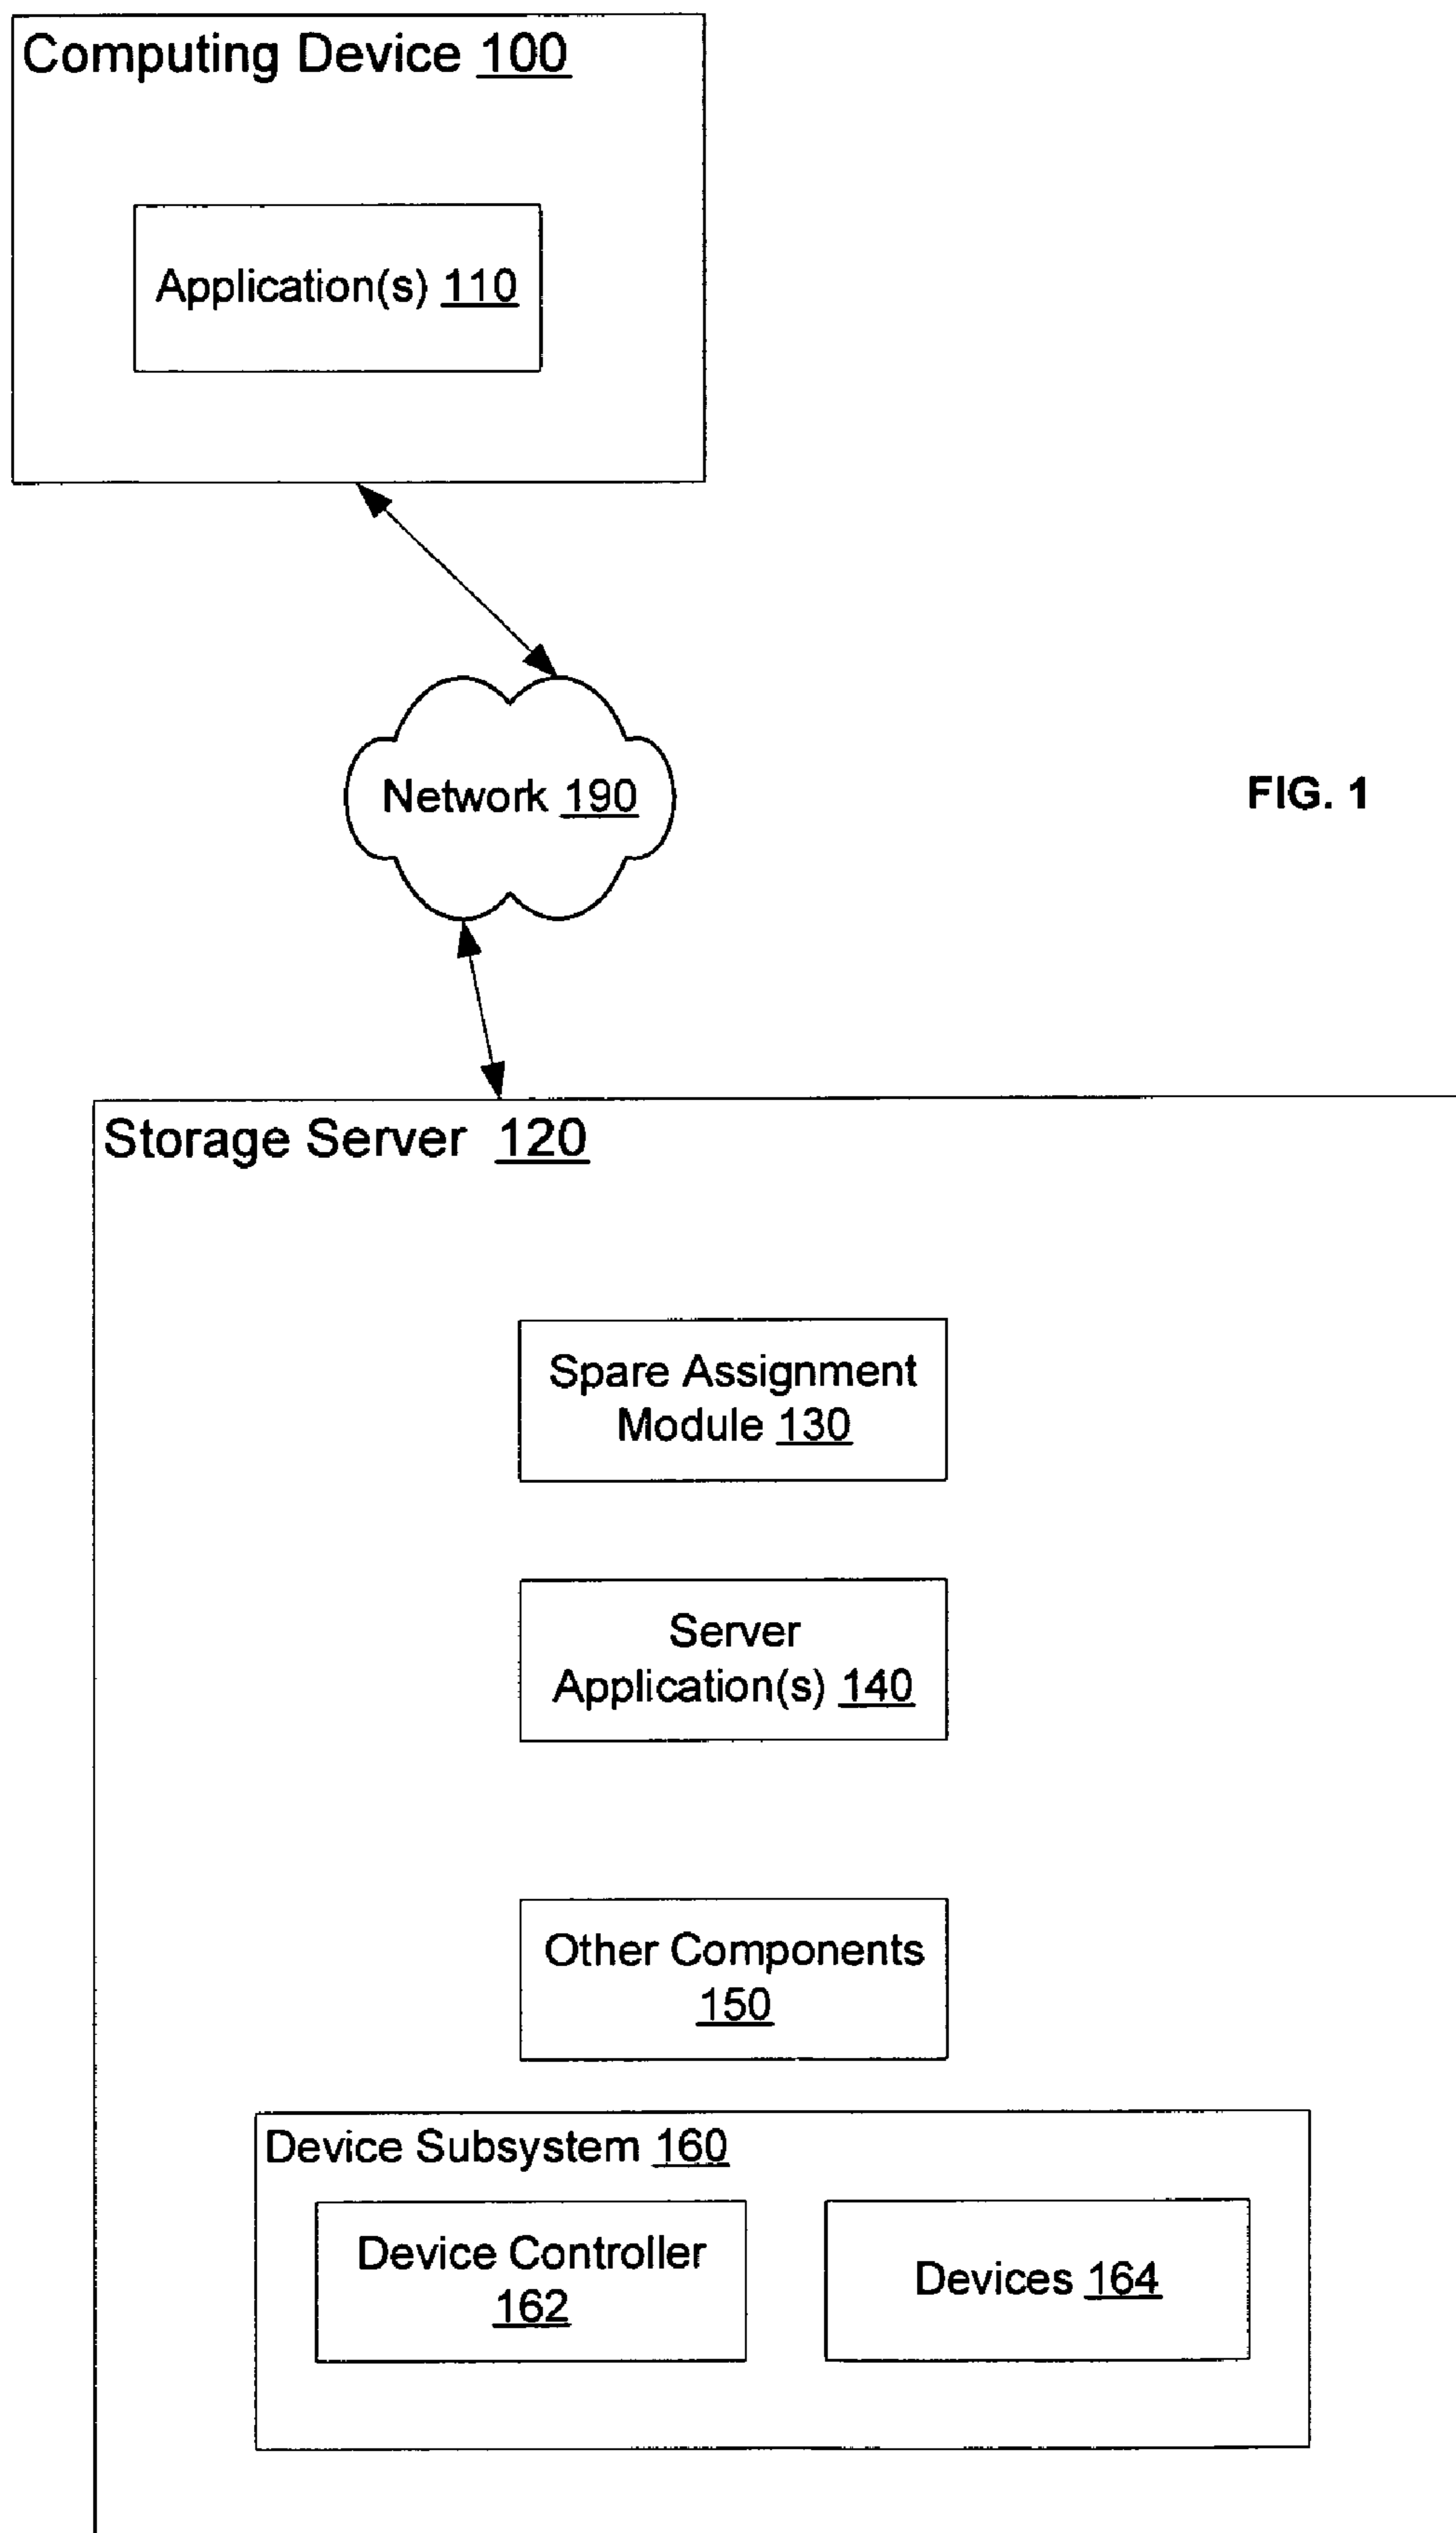 Computing Device 100
Application(s) 110
Network 190
FIG. 1
Storage Server 120
Spare Assignment
Module 130
Server
Application(s) 140
Other Components
150
Device Subsystem 160
Device Controller
162
Devices 164